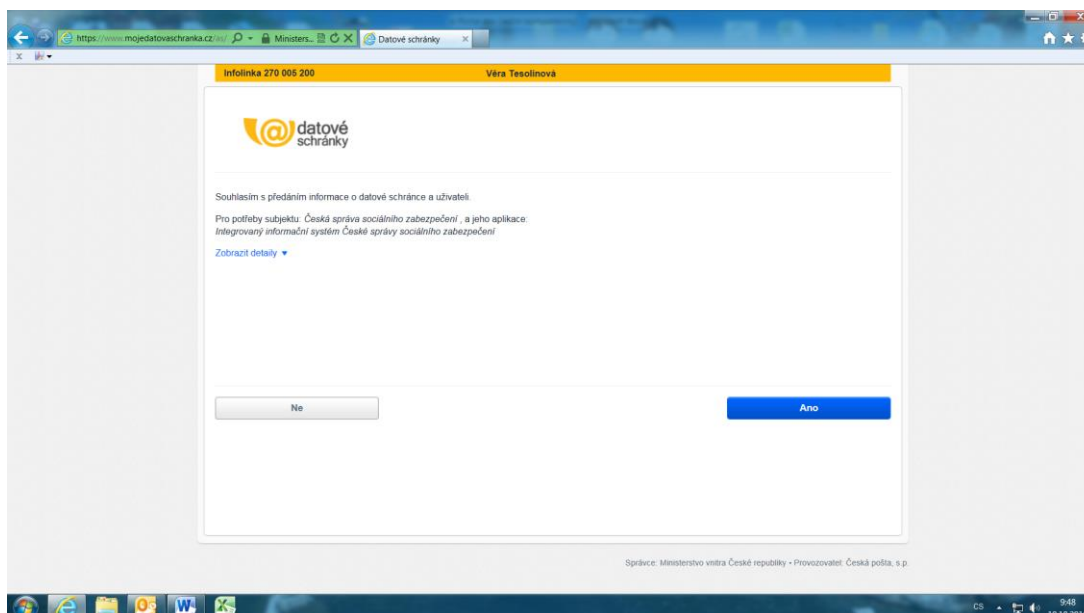 https://www.mojedatovaschranka.cz/as/
Ministers...
Datové schránky
x
Infolinka 270 005 200
Věra Tesolinová
datové
schránky
Souhlasím s předáním informace o datové schránce a uživateli.
Pro potřeby subjektu: Česká správa sociálního zabezpečení , a jeho aplikace:
Integrovaný informační systém České správy sociálního zabezpečení
Zobrazit detaily
Ne
Ano
Správce: Ministerstvo vnitra České republiky • Provozovatel: Česká pošta, s.p.
CS
9:48